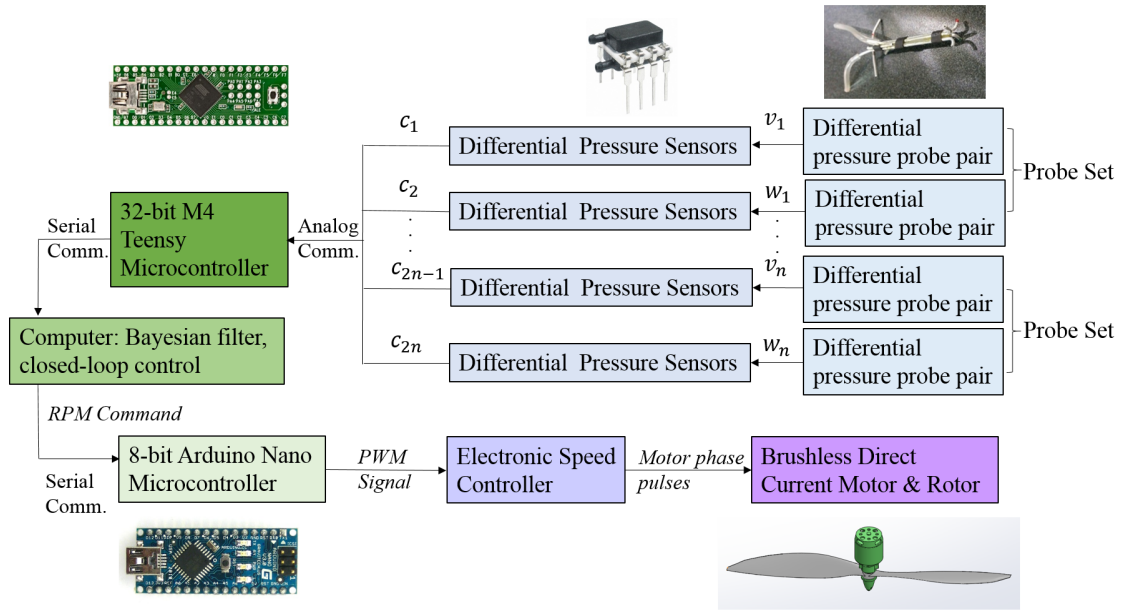 c₁
Differential  Pressure Sensors
v₁
Differential
pressure probe pair
Probe Set
c₂
Differential  Pressure Sensors
w₁
Differential
pressure probe pair
32-bit M4
Teensy
Microcontroller
Serial
Comm.
Analog
Comm.
c₂ₙ₋₁
Differential  Pressure Sensors
vₙ
Differential
pressure probe pair
Probe Set
c₂ₙ
Differential  Pressure Sensors
wₙ
Differential
pressure probe pair
Computer: Bayesian filter,
closed-loop control
RPM Command
Serial
Comm.
8-bit Arduino Nano
Microcontroller
PWM
Signal
Electronic Speed
Controller
Motor phase
pulses
Brushless Direct
Current Motor & Rotor